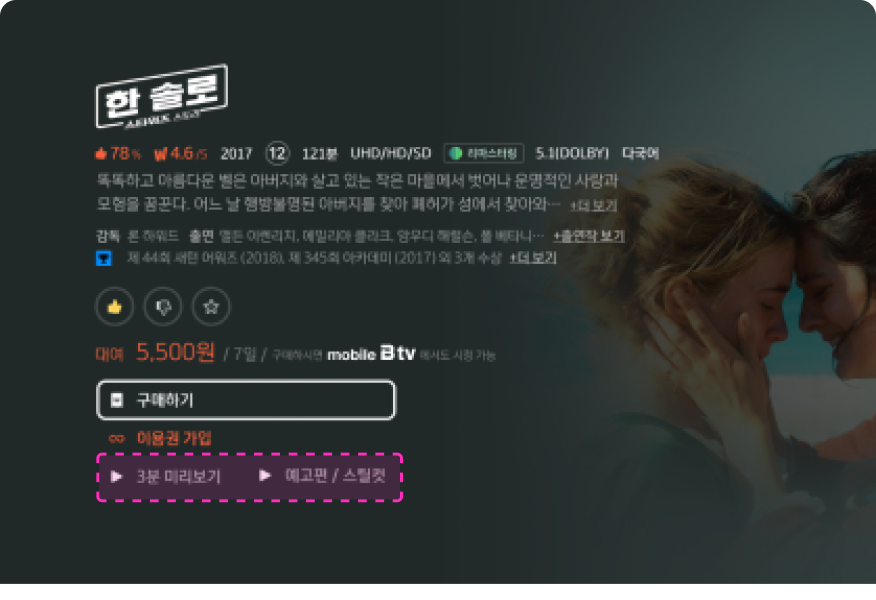 한 솔로
스타워즈 스토리
78% 4.6/5 2017 12 121분 UHD/HD/SD 리마스터링 5.1(DOLBY) 다국어
똑똑하고 아름다운 벨은 아버지와 살고 있는 작은 마을에서 벗어나 운명적인 사랑과
모험을 꿈꾼다. 어느 날 행방불명된 아버지를 찾아 폐허가 성에서 찾아와… +더 보기
감독 론 하워드 출연 엘든 이렌리치, 에밀리아 클라크, 우디 해럴슨, 폴 베타니… +출연작 보기
제 44회 새턴 어워즈 (2018), 제 345회 아카데미 (2017) 외 3개 수상 +더 보기
대여 5,500원 / 7일 / 구매하시면 mobile B tv 에서도 시청 가능
구매하기
이용권 가입
3분 미리보기 예고편 / 스틸컷